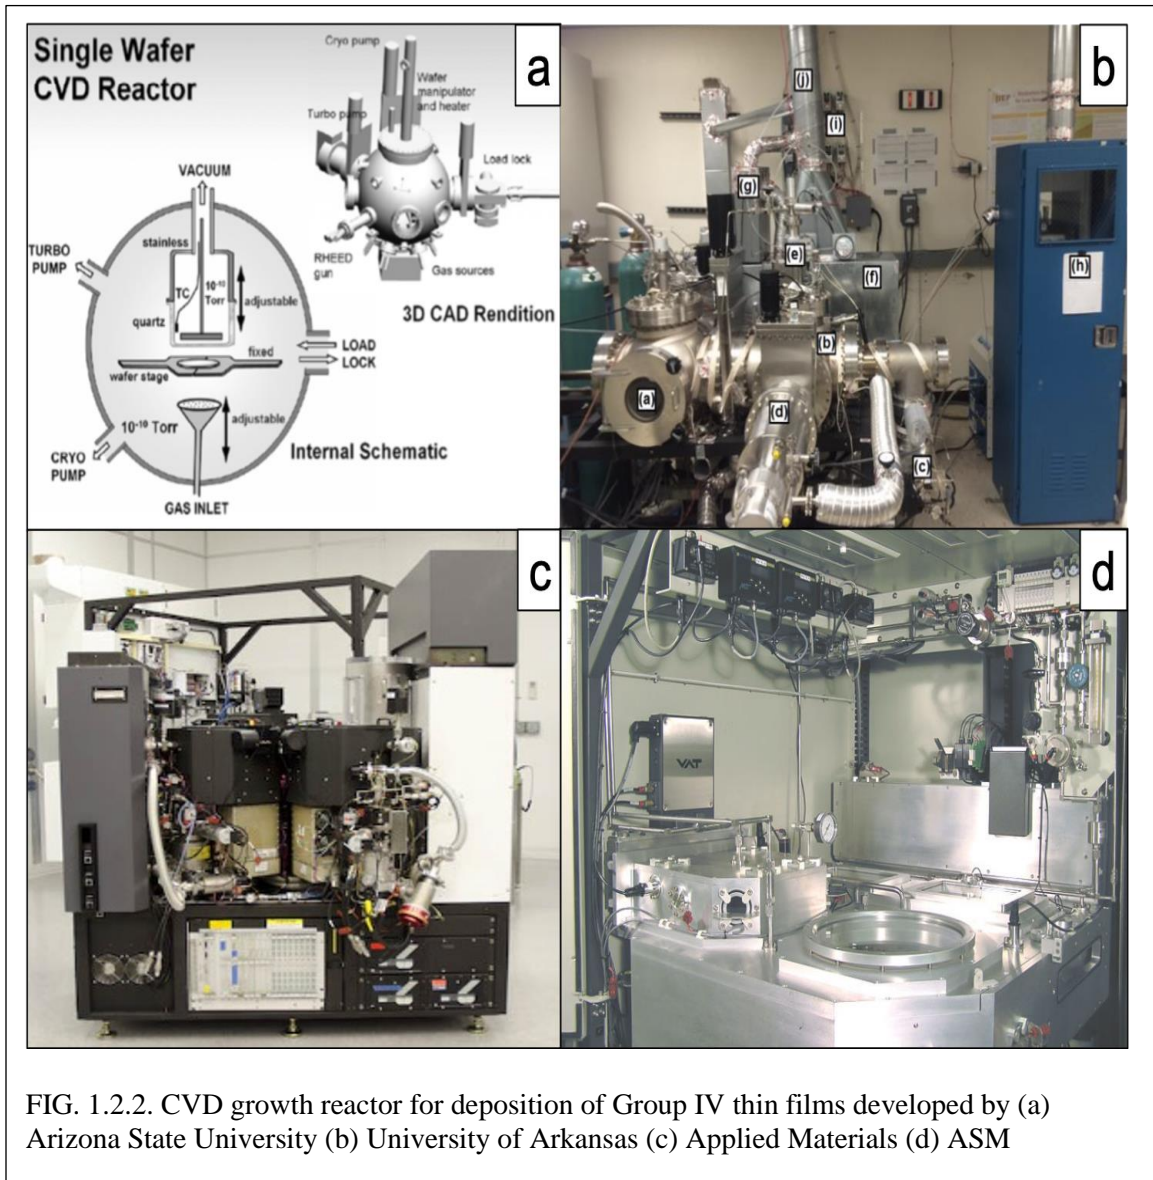 Single Wafer
CVD Reactor
a
Cryo pump
Wafer
manipulator
and heater
Turbo pump
Load lock
RHEED
gun
Gas sources
3D CAD Rendition
VACUUM
stainless
TURBO
PUMP
TC
10⁻¹⁰
Torr
adjustable
quartz
LOAD
LOCK
fixed
wafer stage
10⁻¹⁰ Torr
adjustable
CRYO
PUMP
Internal Schematic
GAS INLET
b
(j)
(i)
(g)
(e)
(f)
(h)
(b)
(a)
(d)
(c)
c
d
VAT
FIG. 1.2.2. CVD growth reactor for deposition of Group IV thin films developed by (a)
Arizona State University (b) University of Arkansas (c) Applied Materials (d) ASM